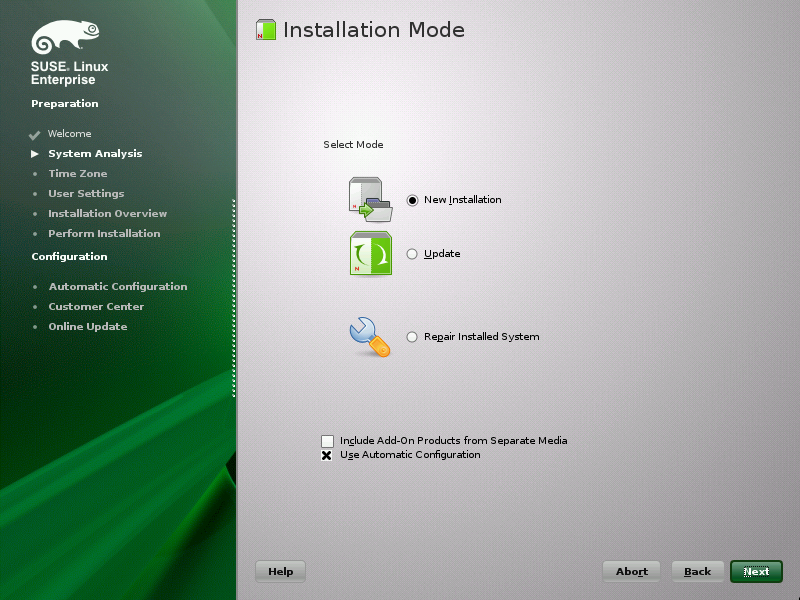 SUSE® Linux
Enterprise
Preparation
Welcome
System Analysis
Time Zone
User Settings
Installation Overview
Perform Installation
Configuration
Automatic Configuration
Customer Center
Online Update
Installation Mode
Select Mode
New Installation
Update
Repair Installed System
Include Add-On Products from Separate Media
Use Automatic Configuration
Help
Abort
Back
Next